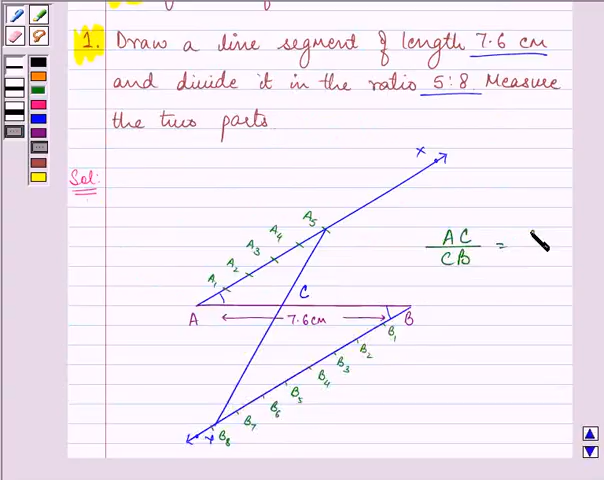 1. Draw a line segment of length 7.6 cm
and divide it in the ratio 5:8. Measure
the two parts.
Sol:
X
A5
A4
A3
A2
A1
AC
CB
=
C
A
7.6 cm
B
B1
B2
B3
B4
B5
B6
B7
B8
Y